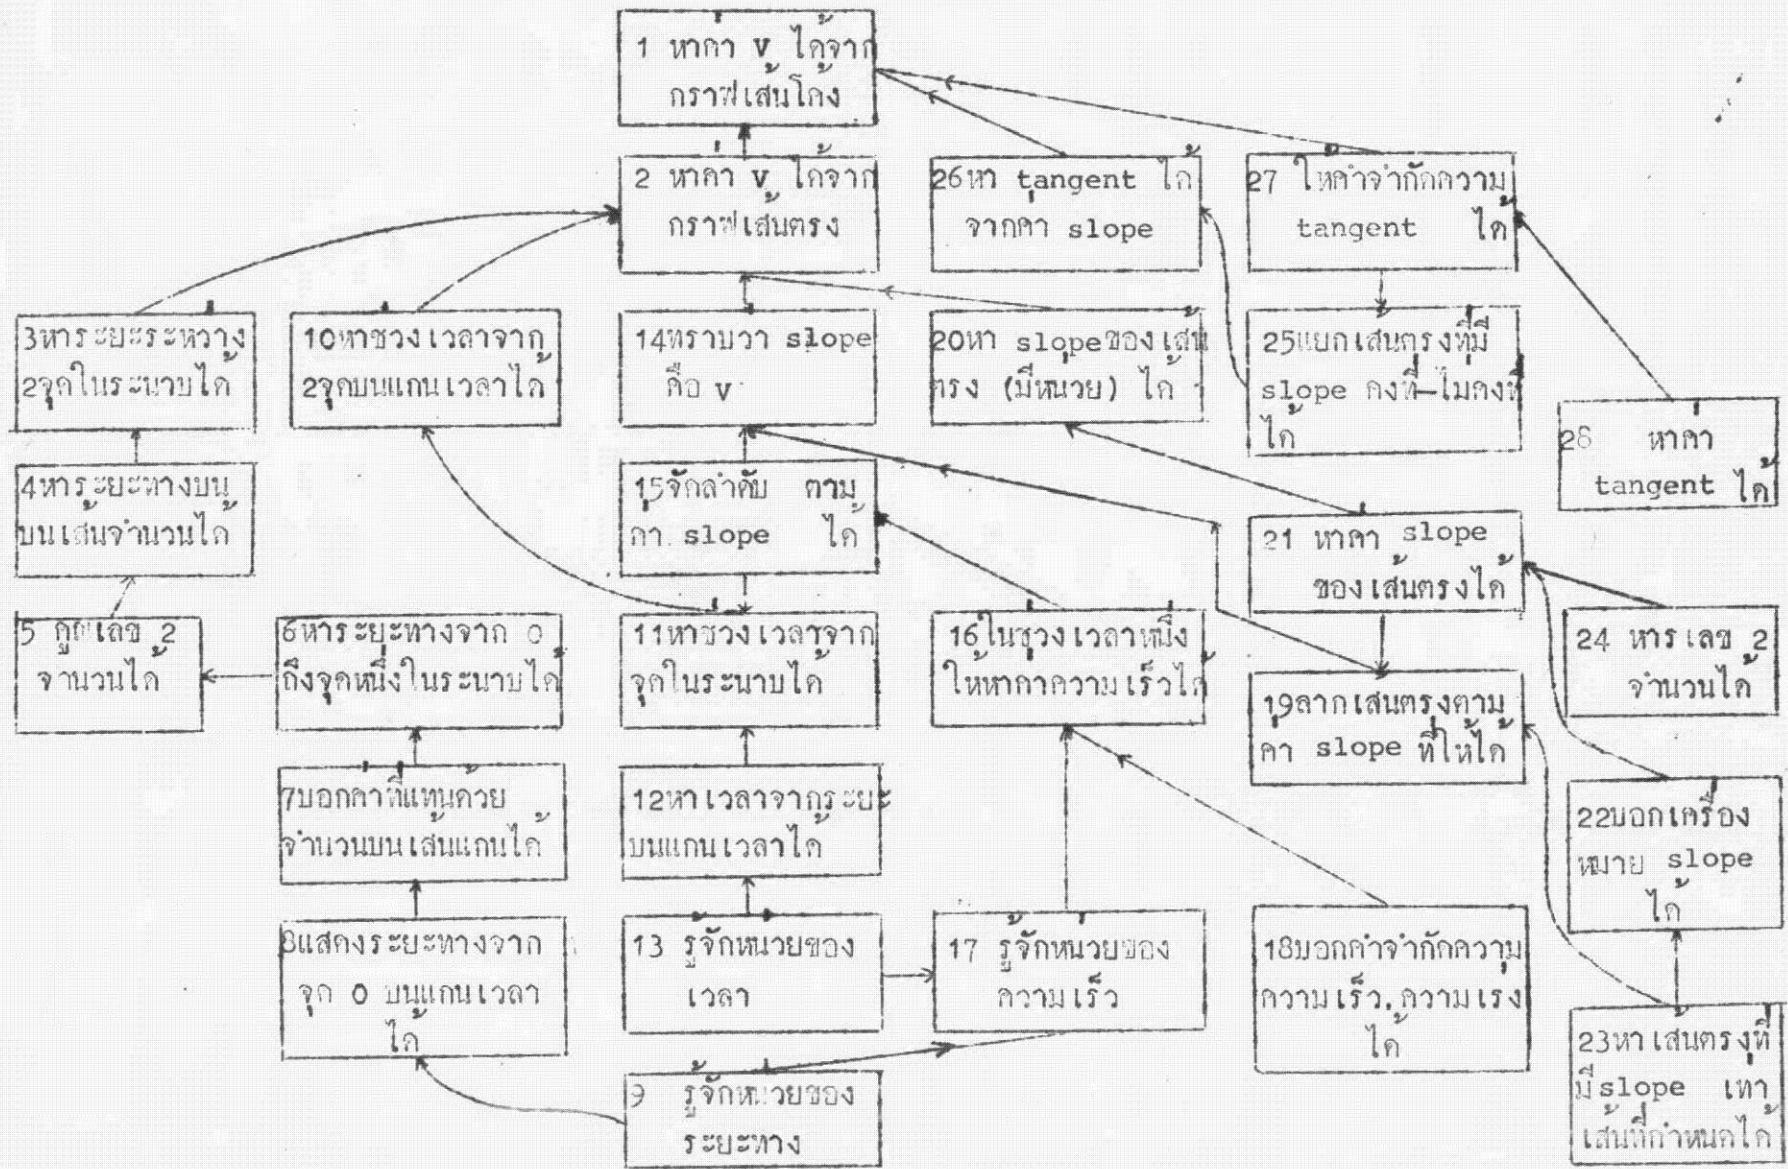 1 หาค่า v ได้จาก
กราฟเส้นโค้ง
2 หาค่า v ได้จาก
กราฟเส้นตรง
26หา tangent ได้
จากค่า slope
27 ให้คำจำกัดความ
tangent ได้
3หาระยะระหว่าง
2จุดในระนาบได้
10หาช่วงเวลาจาก
2จุดบนแกนเวลาได้
14ทราบว่า slope
คือ v
20หา slopeของเส้น
ตรง (มีหน่วย) ได้
25แยกเส้นตรงที่มี
slope คงที่-ไม่คงที่
ได้
28 หาค่า
tangent ได้
4หาระยะทางบน
บนเส้นจำนวนได้
15จัดลำดับ ตาม
ค่า slope ได้
21 หาค่า slope
ของเส้นตรงได้
5 คูณเลข 2
จำนวนได้
6หาระยะทางจาก 0
ถึงจุดหนึ่งในระนาบได้
11หาช่วงเวลาจาก
จุดในระนาบได้
16ในช่วงเวลาหนึ่ง
ให้หาค่าความเร็วได้
24 หารเลข 2
จำนวนได้
19ลากเส้นตรงตาม
ค่า slope ที่ให้ได้
7บอกค่าที่แทนด้วย
จำนวนบนเส้นแกนได้
12หาเวลาจากระยะ
บนแกนเวลาได้
22บอกเครื่อง
หมาย slope
ได้
8แสดงระยะทางจาก
จุด 0 บนแกนเวลา
ได้
13 รู้จักหน่วยของ
เวลา
17 รู้จักหน่วยของ
ความเร็ว
18บอกคำจำกัดความ
ความเร็ว.ความเร่ง
ได้
23หาเส้นตรงที่
มีslope เท่า
เส้นที่กำหนดได้
9 รู้จักหน่วยของ
ระยะทาง